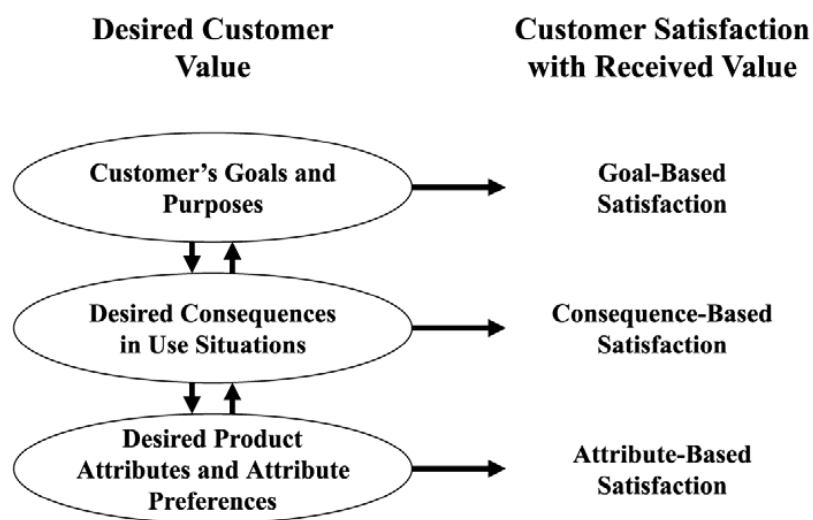 Desired Customer
Value
Customer Satisfaction
with Received Value
Customer's Goals and
Purposes
Goal-Based
Satisfaction
Desired Consequences
in Use Situations
Consequence-Based
Satisfaction
Desired Product
Attributes and Attribute
Preferences
Attribute-Based
Satisfaction